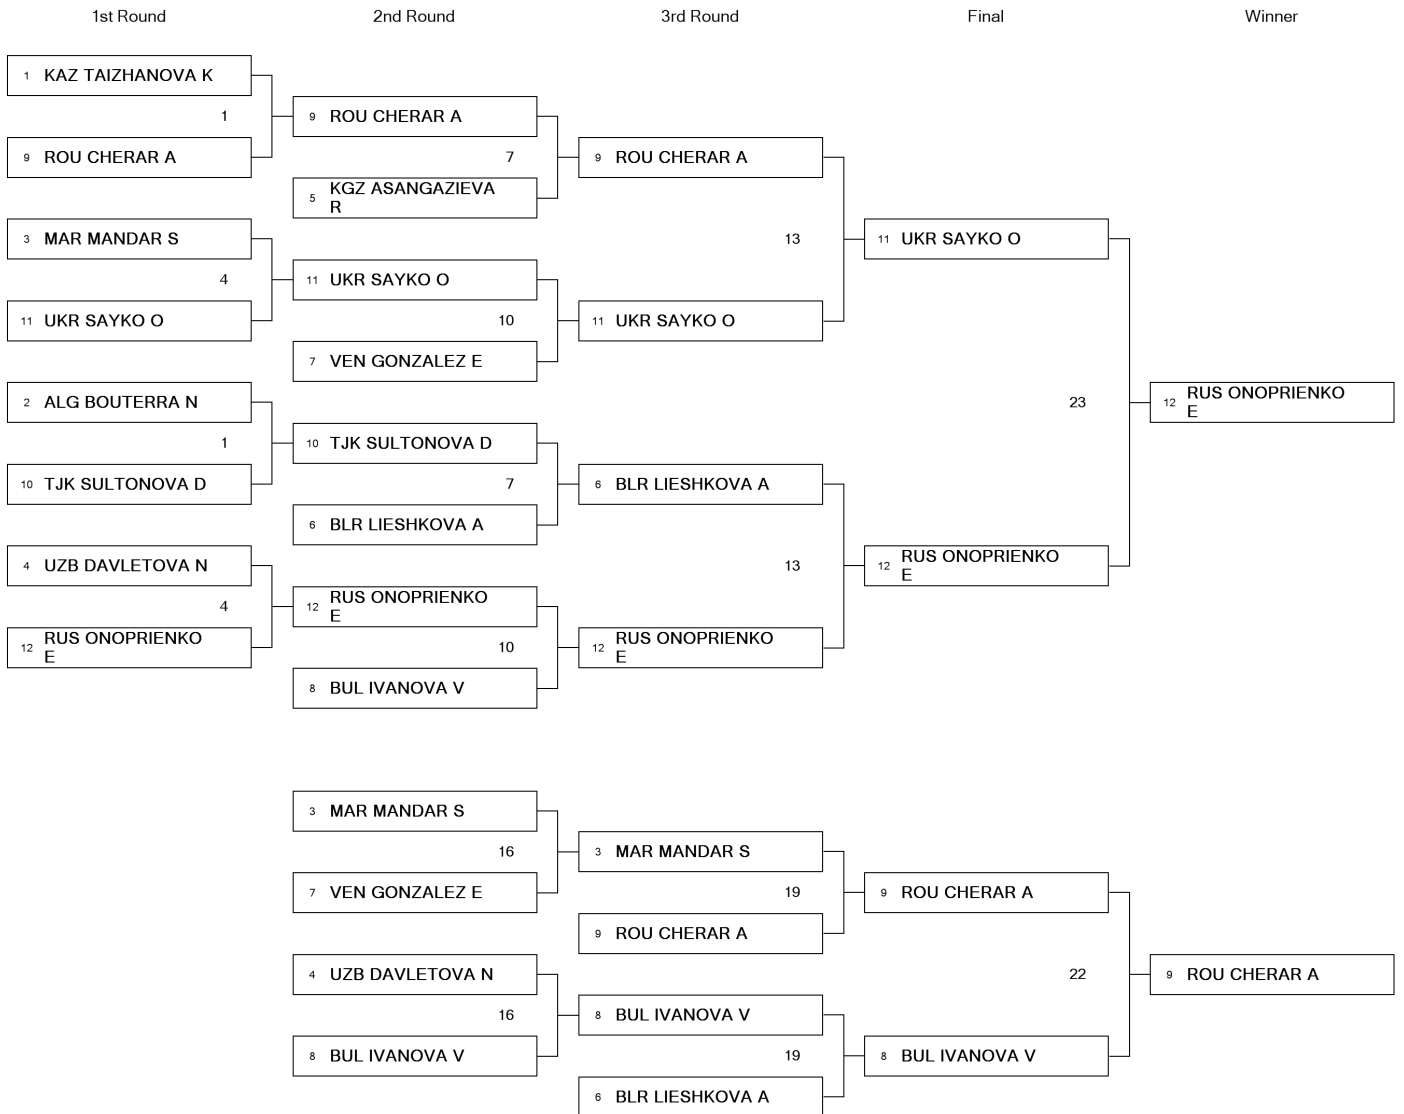 1st Round 2nd Round 3rd Round Final Winner
1 KAZ TAIZHANOVA K
1 9 ROU CHERAR A
9 ROU CHERAR A 7 9 ROU CHERAR A
5 KGZ ASANGAZIEVA
R
3 MAR MANDAR S 13 11 UKR SAYKO O
4 11 UKR SAYKO O
11 UKR SAYKO O 10 11 UKR SAYKO O
7 VEN GONZALEZ E
2 ALG BOUTERRA N 23 12 RUS ONOPRIENKO
E
1 10 TJK SULTONOVA D
10 TJK SULTONOVA D 7 6 BLR LIESHKOVA A
6 BLR LIESHKOVA A
4 UZB DAVLETOVA N 13 12 RUS ONOPRIENKO
E
4 12 RUS ONOPRIENKO
E
12 RUS ONOPRIENKO
E
10 12 RUS ONOPRIENKO
E
8 BUL IVANOVA V
3 MAR MANDAR S
16 3 MAR MANDAR S
7 VEN GONZALEZ E 19 9 ROU CHERAR A
9 ROU CHERAR A
4 UZB DAVLETOVA N 22 9 ROU CHERAR A
16 8 BUL IVANOVA V
8 BUL IVANOVA V 19 8 BUL IVANOVA V
6 BLR LIESHKOVA A